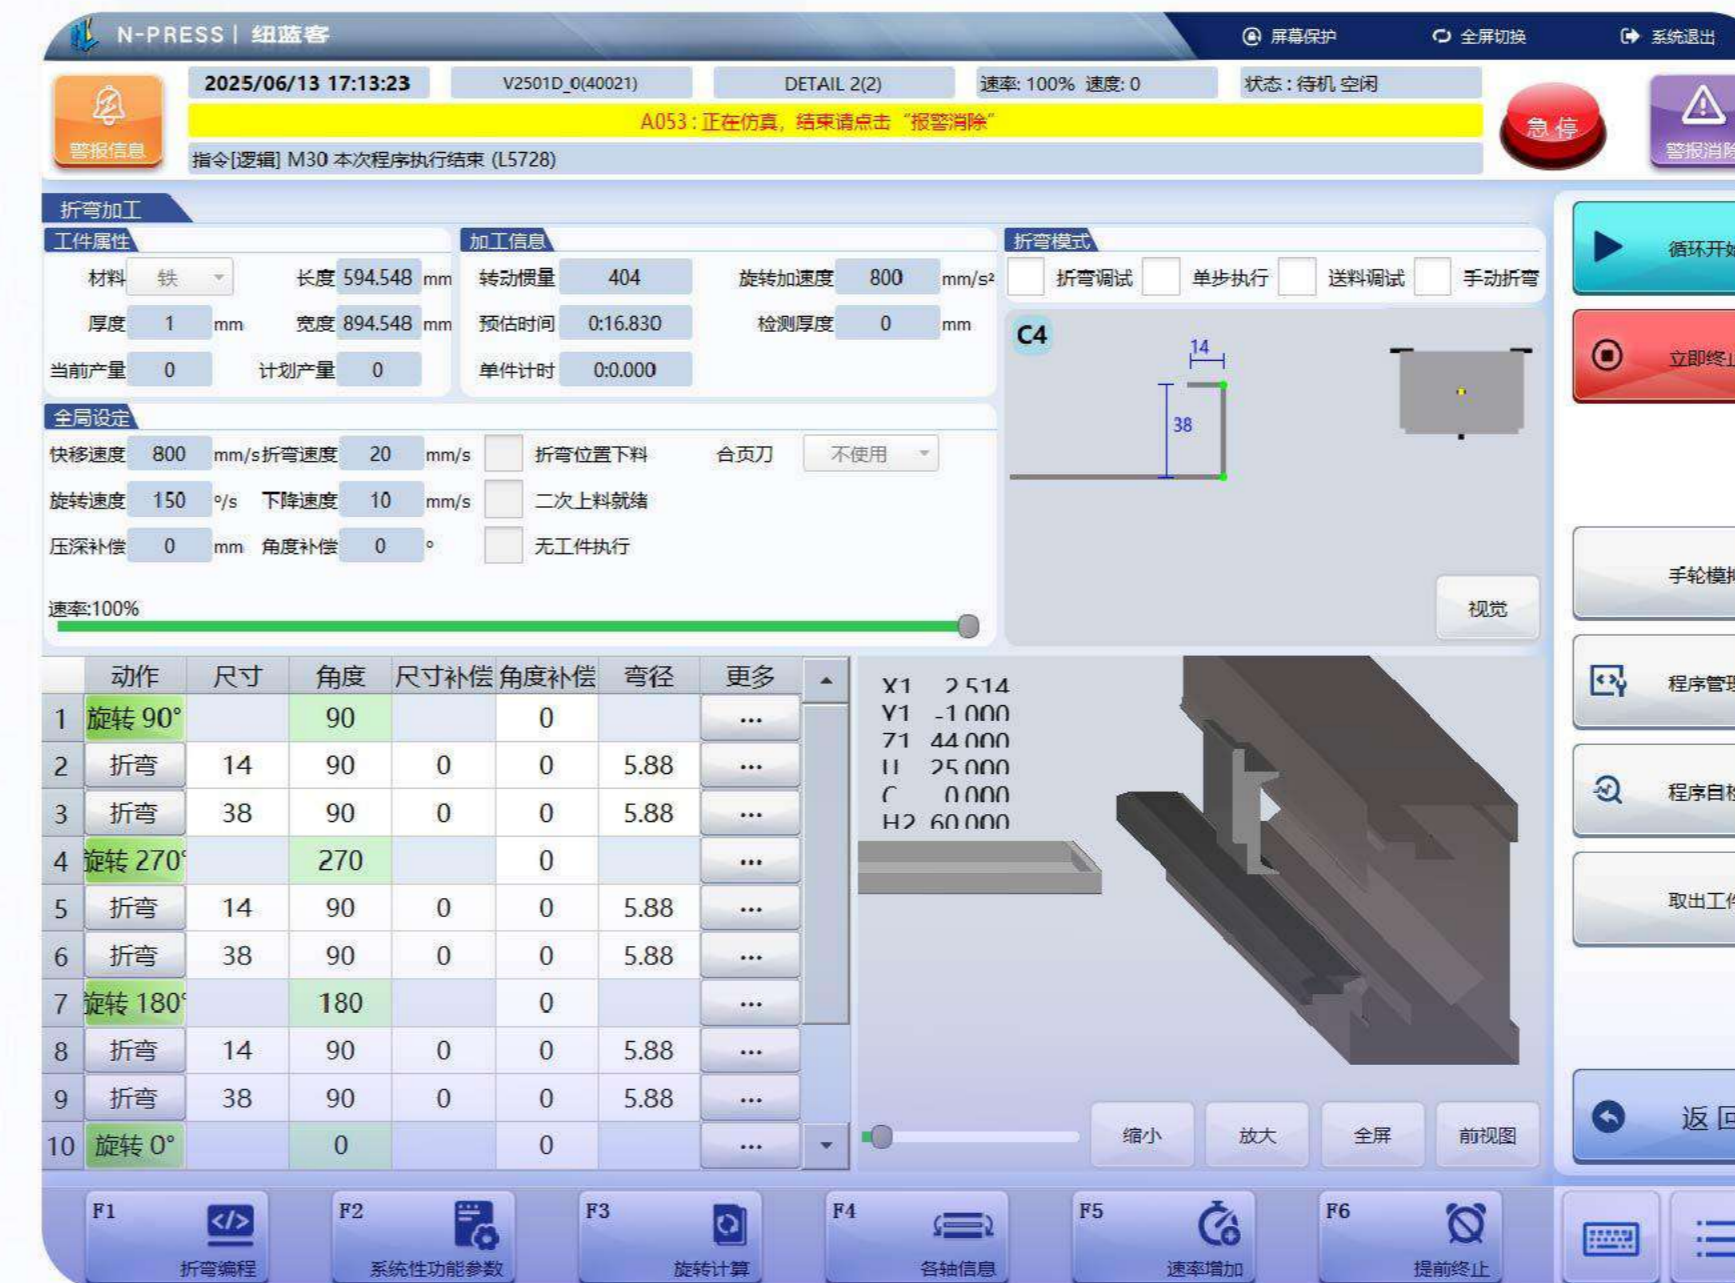 N-PRESS | 纽蓝客
屏幕保护 全屏切换 系统退出
警报信息
2025/06/13 17:13:23 V2501D_0(40021) DETAIL 2(2) 速率: 100% 速度: 0 状态 : 待机 空闲
A053 : 正在仿真，结束请点击“报警消除”
指令[逻辑] M30 本次程序执行结束 (L5728)
急停
警报消除
折弯加工
工件属性 加工信息 折弯模式
材料 铁 长度 594.548 mm 转动惯量 404 旋转加速度 800 mm/s² 折弯调试 单步执行 送料调试 手动折弯
厚度 1 mm 宽度 894.548 mm 预估时间 0:16.830 检测厚度 0 mm
当前产量 0 计划产量 0 单件计时 0:0.000
C4
14
38
全局设定
快移速度 800 mm/s 折弯速度 20 mm/s 折弯位置下料 合页刀 不使用
旋转速度 150 °/s 下降速度 10 mm/s 二次上料就绪
压深补偿 0 mm 角度补偿 0 ° 无工件执行
速率:100%
视觉
动作 尺寸 角度 尺寸补偿 角度补偿 弯径 更多
1 旋转 90° 90 0 ...
2 折弯 14 90 0 0 5.88 ...
3 折弯 38 90 0 0 5.88 ...
4 旋转 270° 270 0 ...
5 折弯 14 90 0 0 5.88 ...
6 折弯 38 90 0 0 5.88 ...
7 旋转 180° 180 0 ...
8 折弯 14 90 0 0 5.88 ...
9 折弯 38 90 0 0 5.88 ...
10 旋转 0° 0 0 ...
X1 2.514
Y1 -1.000
Z1 44.000
U 25.000
C 0.000
H2 60.000
缩小 放大 全屏 前视图
循环开始
立即终止
手轮模拟
程序管理
程序自检
取出工件
返回
F1 折弯编程
F2 系统性功能参数
F3 旋转计算
F4 各轴信息
F5 速率增加
F6 提前终止